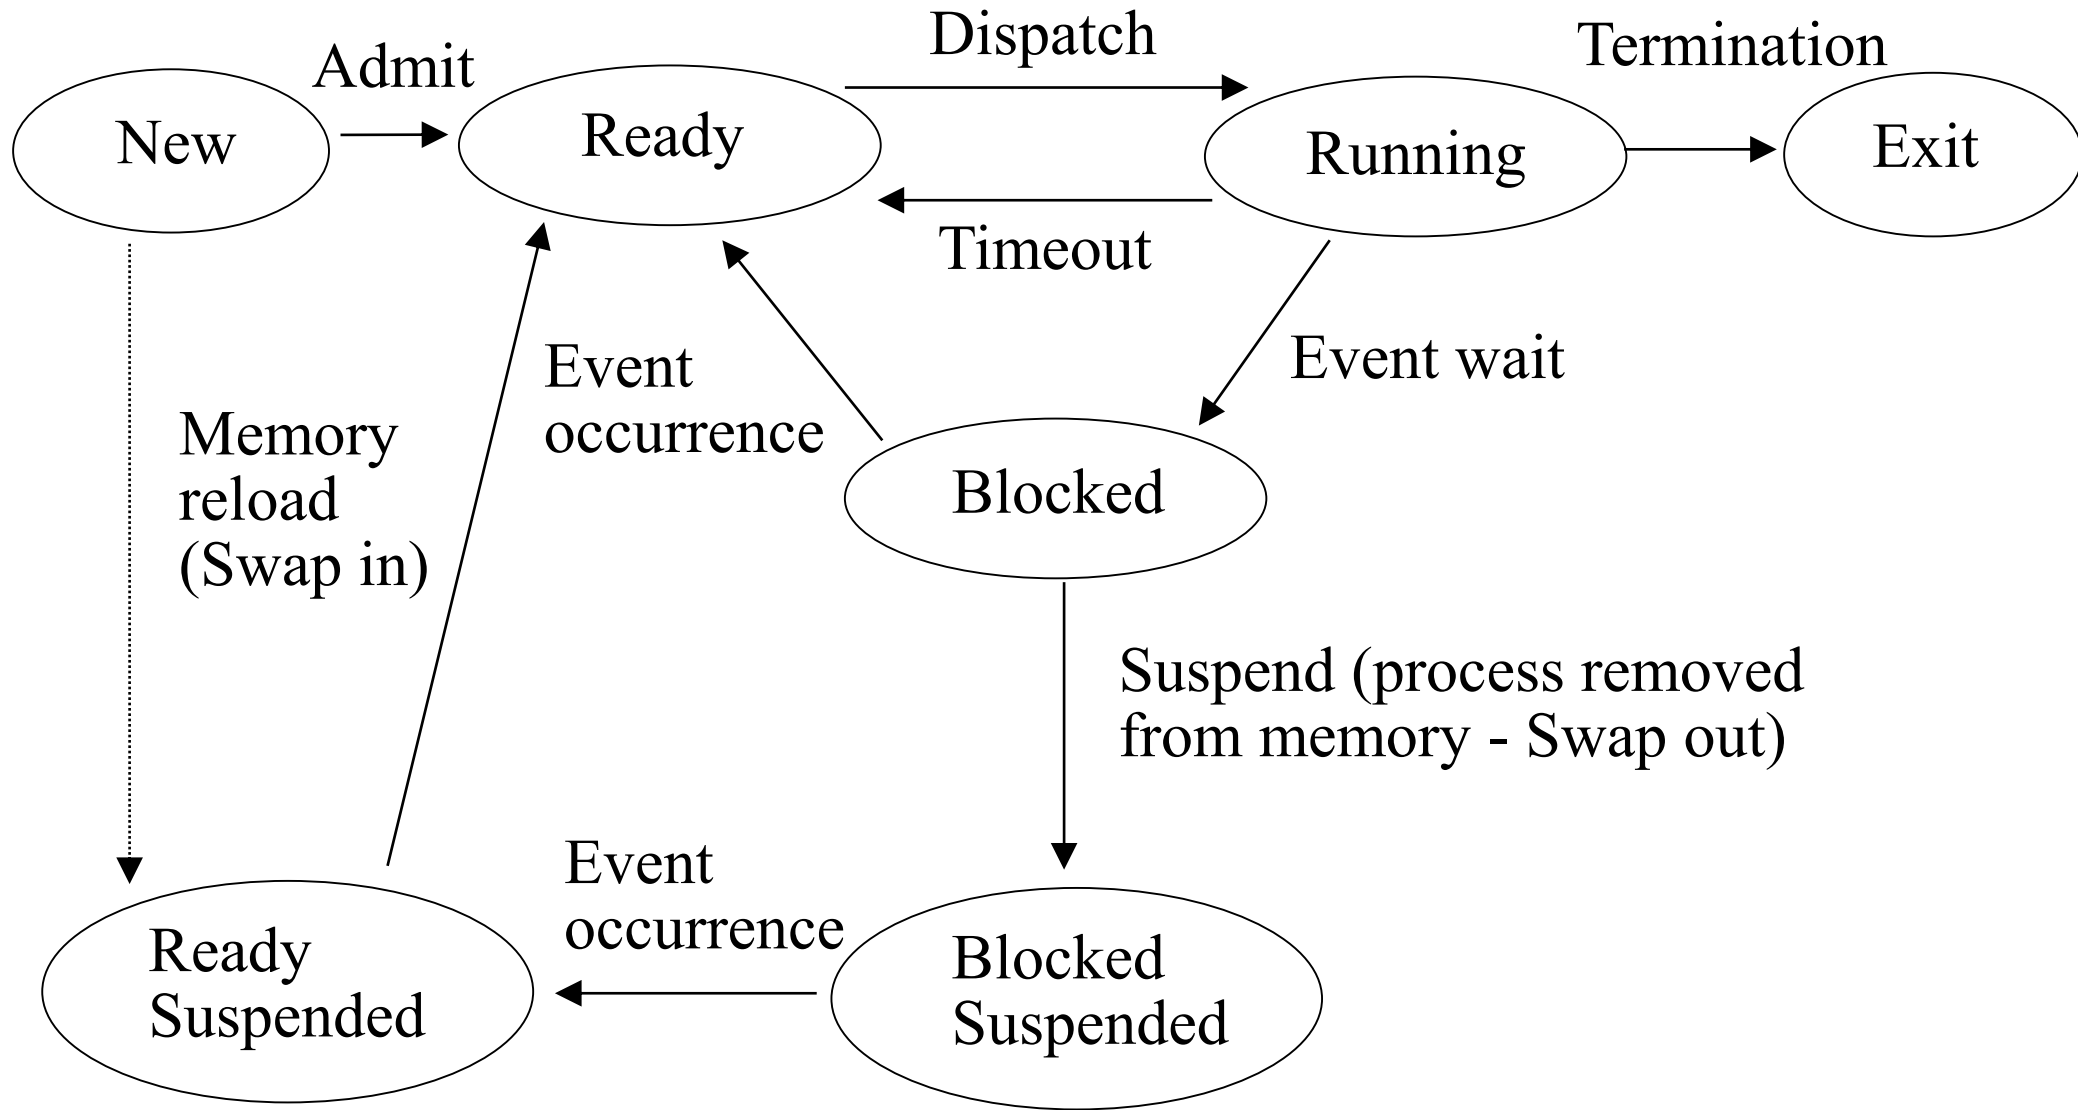 Admit
Dispatch
Termination
New
Ready
Running
Exit
Timeout
Event
occurrence
Event wait
Memory
reload
(Swap in)
Blocked
Suspend (process removed
from memory - Swap out)
Event
occurrence
Ready
Suspended
Blocked
Suspended